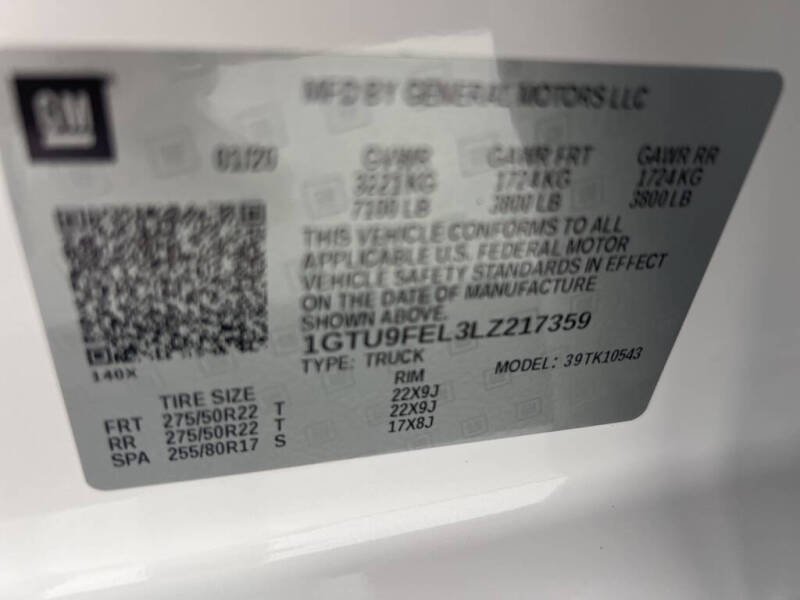 GM
MFD BY GENERAL MOTORS LLC
01/20 GVWR GAWR FRT GAWR RR
3221 KG 1724 KG 1724 KG
7100 LB 3800 LB 3800 LB
THIS VEHICLE CONFORMS TO ALL
APPLICABLE U.S. FEDERAL MOTOR
VEHICLE SAFETY STANDARDS IN EFFECT
ON THE DATE OF MANUFACTURE
SHOWN ABOVE.
1GTU9FEL3LZ217359
140X TYPE: TRUCK MODEL: 39TK10543
TIRE SIZE RIM
FRT 275/50R22 T 22X9J
RR 275/50R22 T 22X9J
SPA 255/80R17 S 17X8J